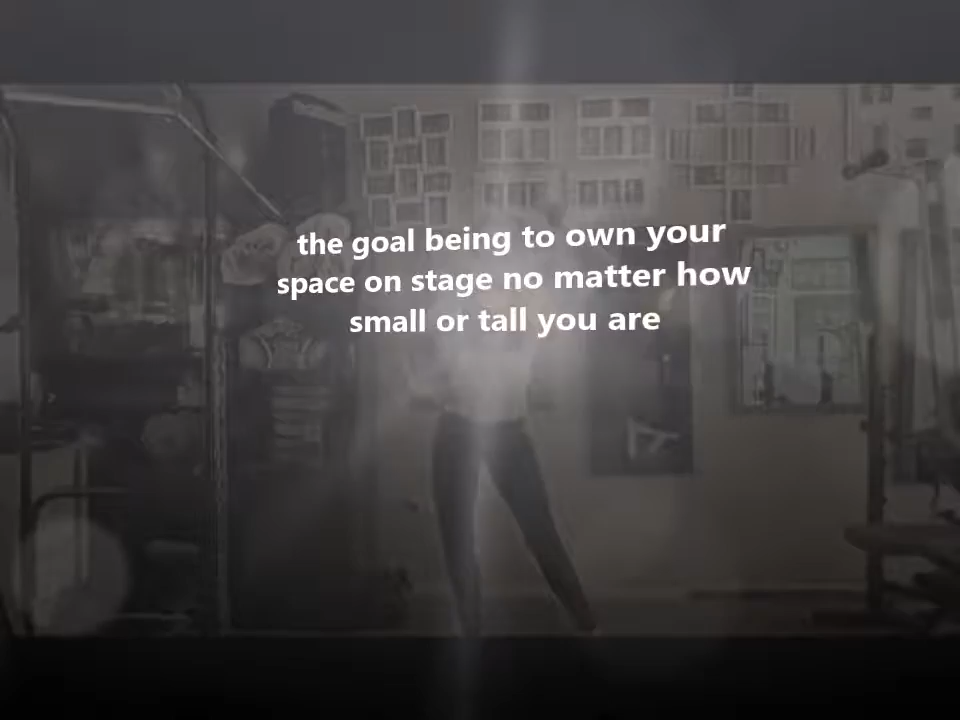 the goal being to own your
space on stage no matter how
small or tall you are